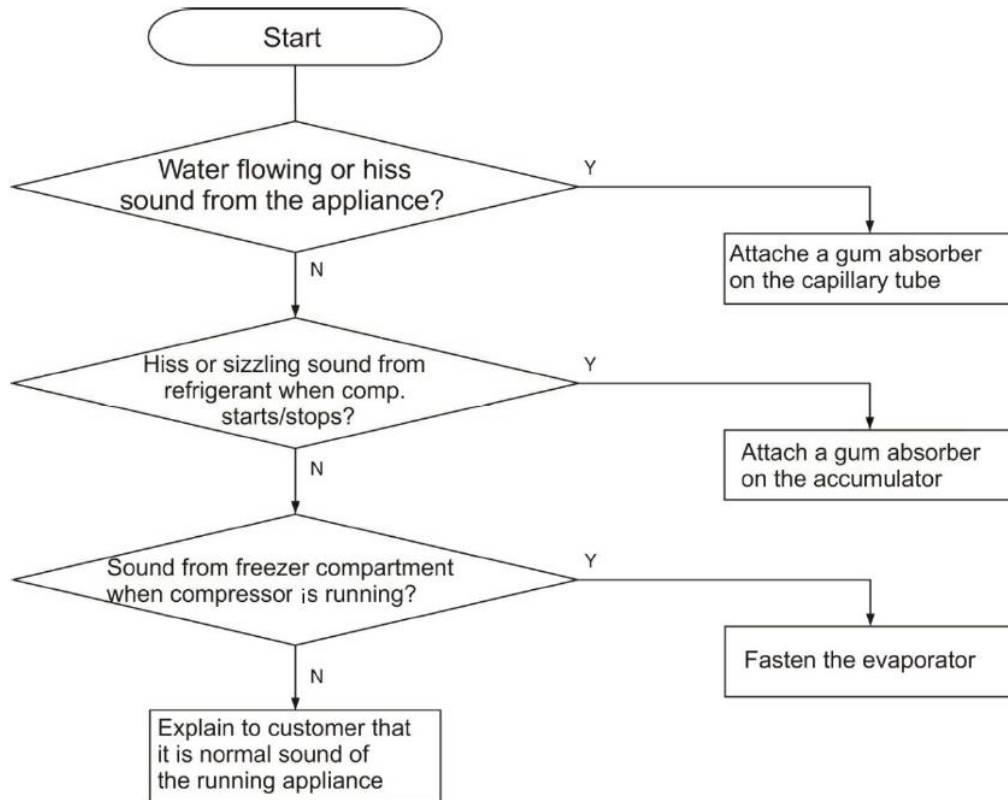 Start
Water flowing or hiss
sound from the appliance?
Y
Attache a gum absorber
on the capillary tube
N
Hiss or sizzling sound from
refrigerant when comp.
starts/stops?
Y
Attach a gum absorber
on the accumulator
N
Sound from freezer compartment
when compressor is running?
Y
Fasten the evaporator
N
Explain to customer that
it is normal sound of
the running appliance